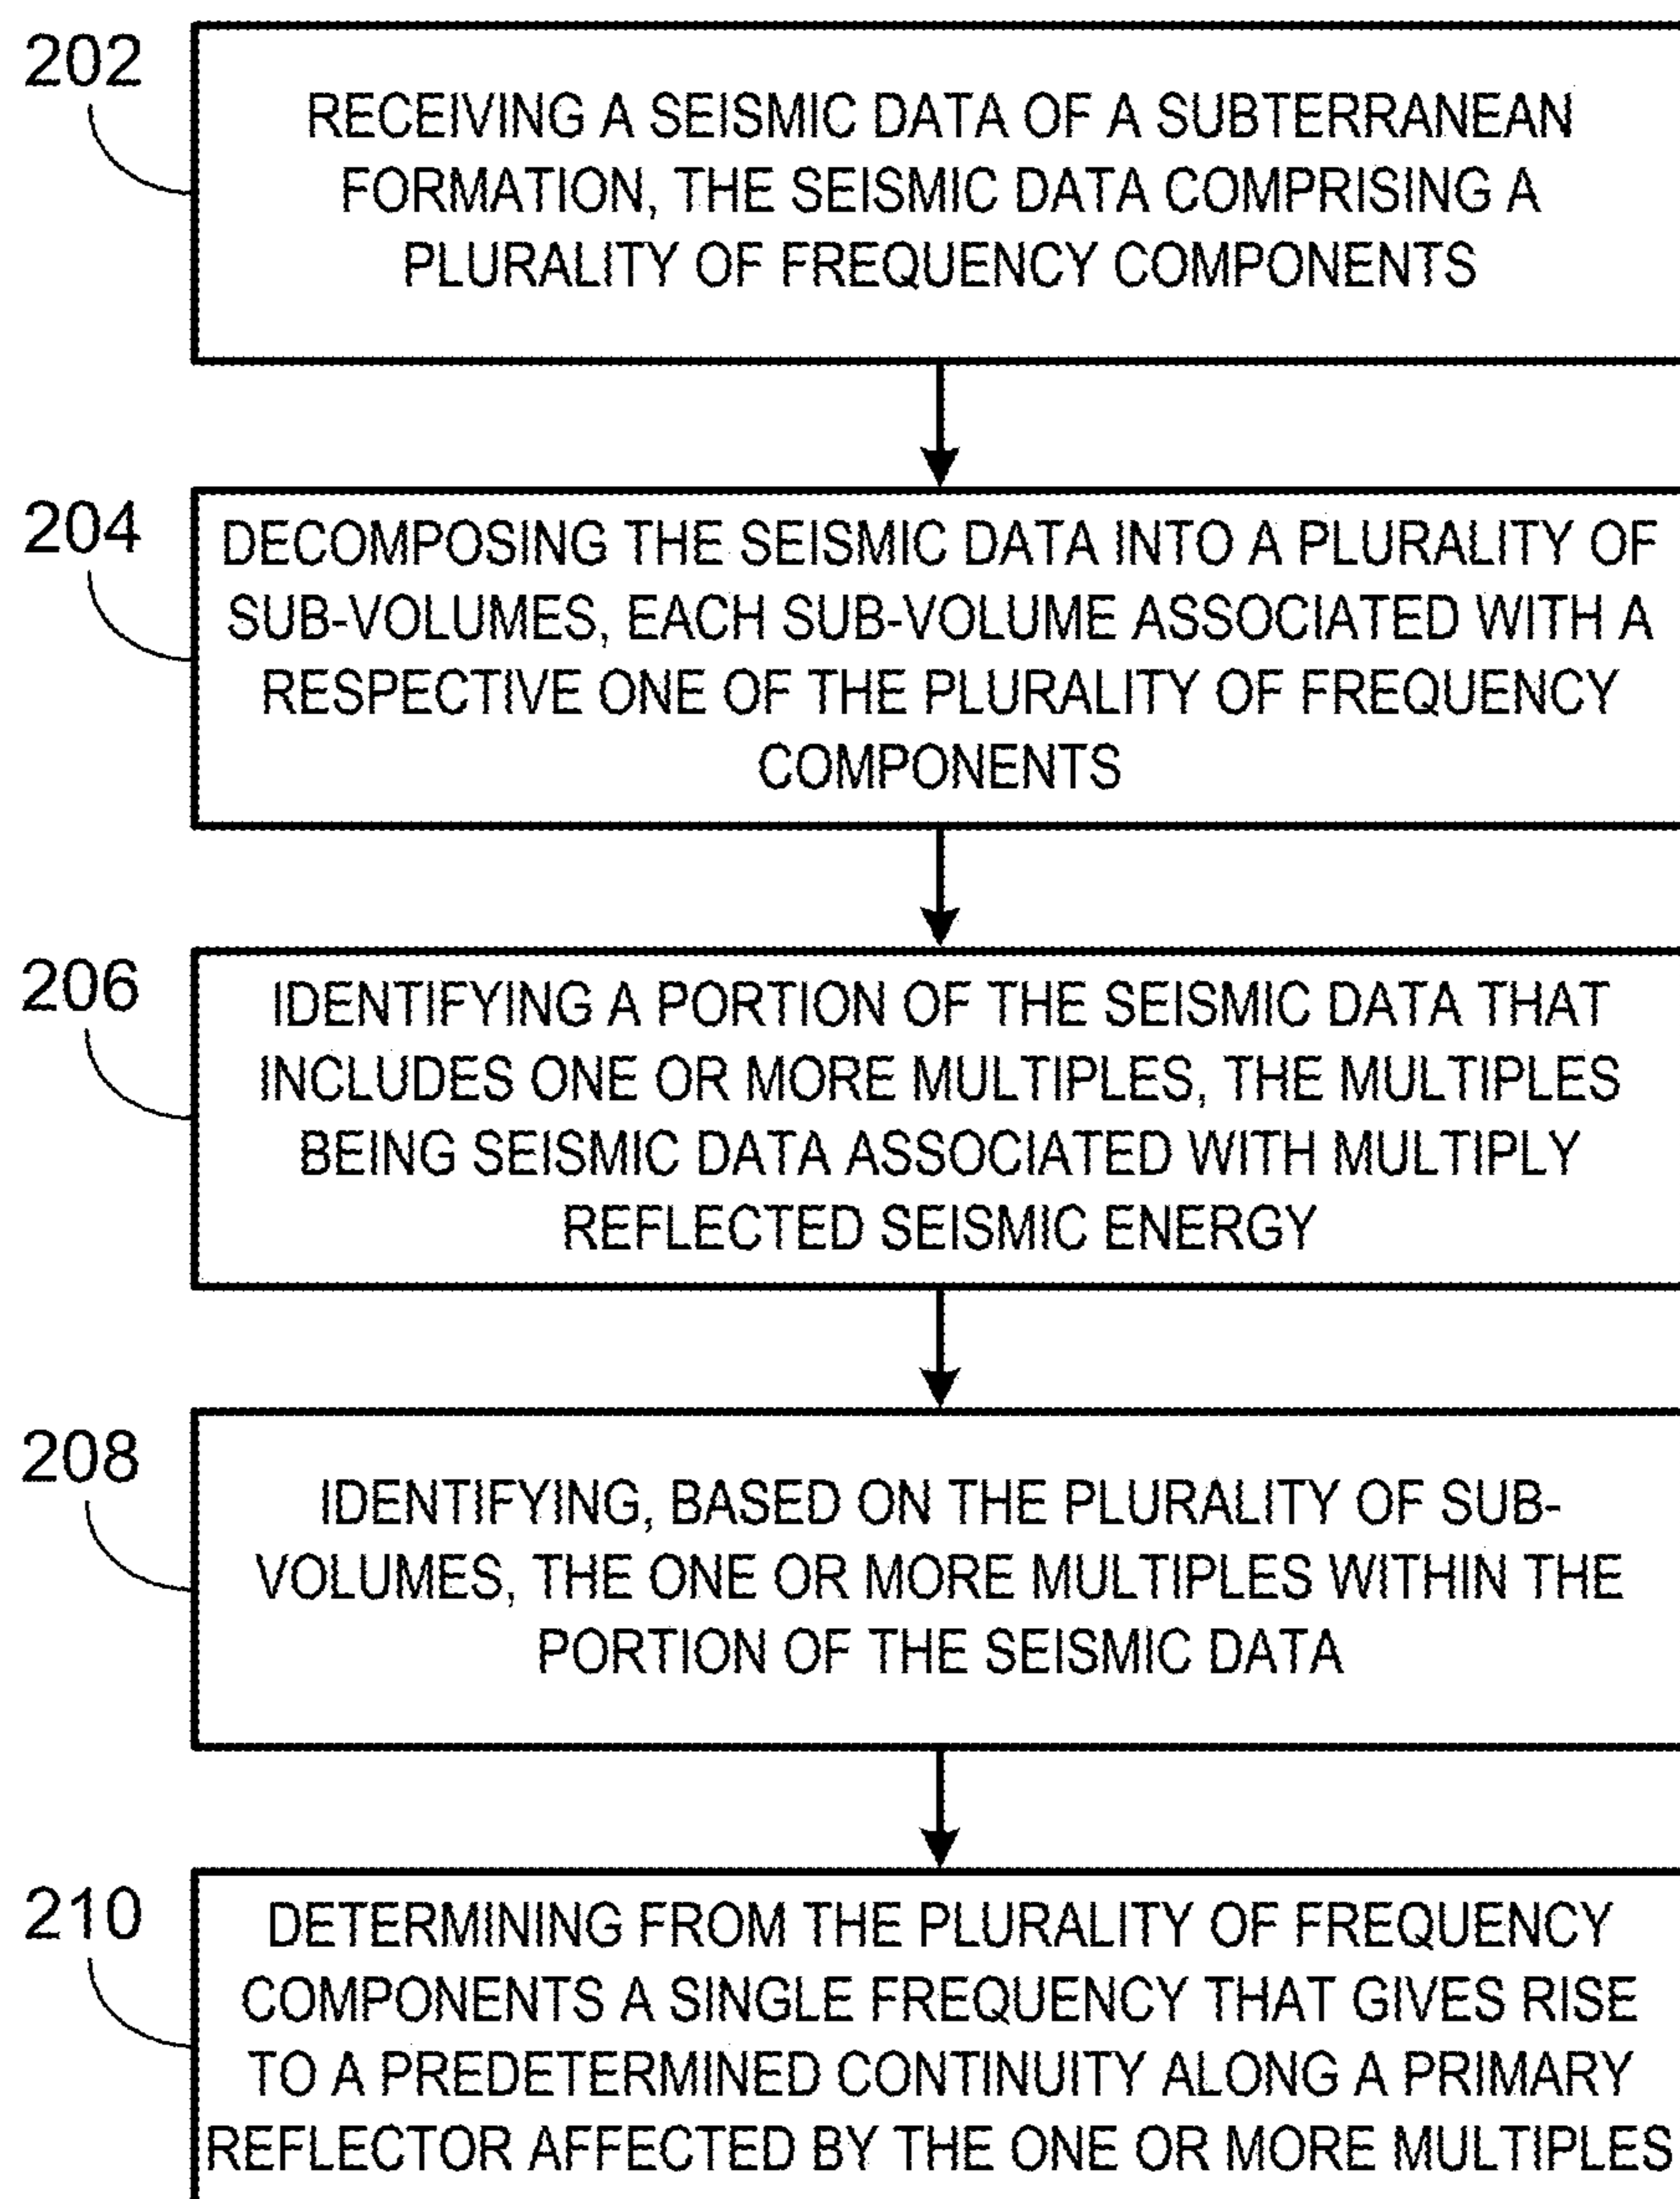 202
RECEIVING A SEISMIC DATA OF A SUBTERRANEAN
FORMATION, THE SEISMIC DATA COMPRISING A
PLURALITY OF FREQUENCY COMPONENTS
204
DECOMPOSING THE SEISMIC DATA INTO A PLURALITY OF
SUB-VOLUMES, EACH SUB-VOLUME ASSOCIATED WITH A
RESPECTIVE ONE OF THE PLURALITY OF FREQUENCY
COMPONENTS
206
IDENTIFYING A PORTION OF THE SEISMIC DATA THAT
INCLUDES ONE OR MORE MULTIPLES, THE MULTIPLES
BEING SEISMIC DATA ASSOCIATED WITH MULTIPLY
REFLECTED SEISMIC ENERGY
208
IDENTIFYING, BASED ON THE PLURALITY OF SUB-
VOLUMES, THE ONE OR MORE MULTIPLES WITHIN THE
PORTION OF THE SEISMIC DATA
210
DETERMINING FROM THE PLURALITY OF FREQUENCY
COMPONENTS A SINGLE FREQUENCY THAT GIVES RISE
TO A PREDETERMINED CONTINUITY ALONG A PRIMARY
REFLECTOR AFFECTED BY THE ONE OR MORE MULTIPLES